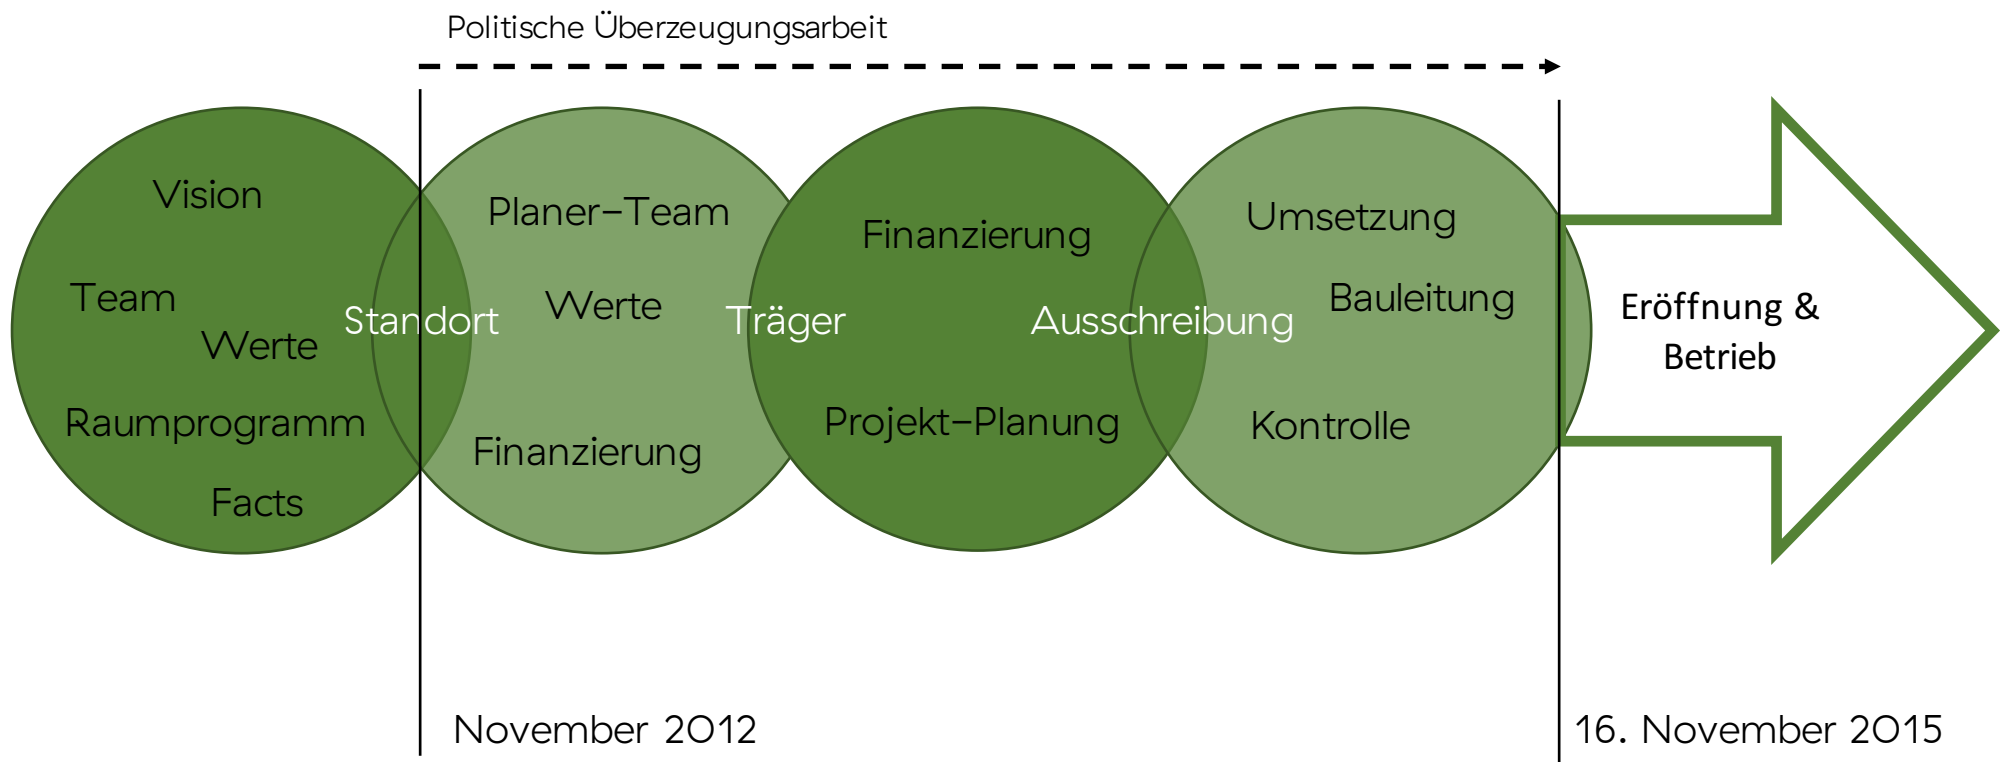 Politische Überzeugungsarbeit
Vision
Team
Werte
Raumprogramm
Facts
Standort
Planer-Team
Werte
Finanzierung
Träger
Finanzierung
Projekt-Planung
Ausschreibung
Umsetzung
Bauleitung
Kontrolle
Eröffnung &
Betrieb
November 2012
16. November 2015